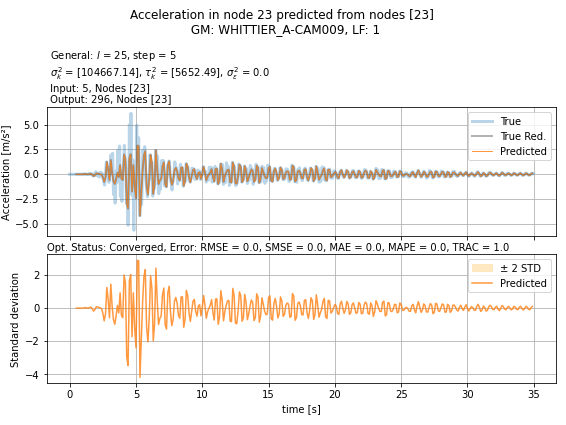 Acceleration in node 23 predicted from nodes [23]
GM: WHITTIER_A-CAM009, LF: 1
General: l = 25, step = 5
σ²ₖ = [104667.14], τ²ₖ = [5652.49], σ²ₑ = 0.0
Input: 5, Nodes [23]
Output: 296, Nodes [23]
Acceleration [m/s²]
5.0
2.5
0.0
−2.5
−5.0
True
True Red.
Predicted
Opt. Status: Converged, Error: RMSE = 0.0, SMSE = 0.0, MAE = 0.0, MAPE = 0.0, TRAC = 1.0
Standard deviation
2
0
−2
−4
± 2 STD
Predicted
0 5 10 15 20 25 30 35
time [s]